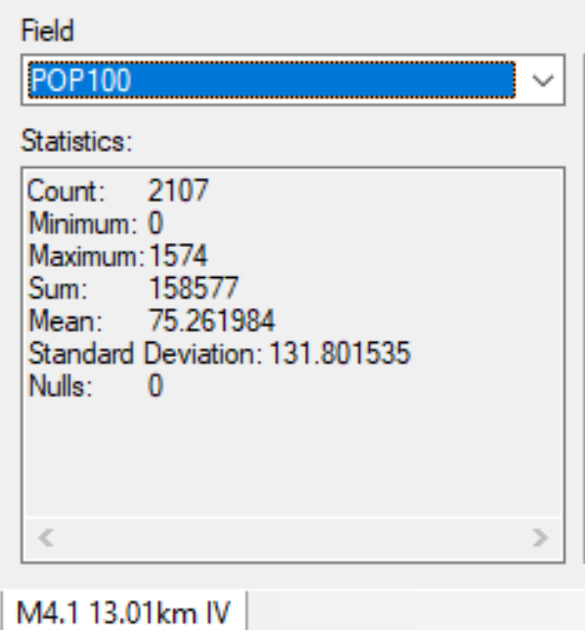 Field
POP100
Statistics:
Count: 2107
Minimum: 0
Maximum: 1574
Sum: 158577
Mean: 75.261984
Standard Deviation: 131.801535
Nulls: 0
M4.1 13.01km IV